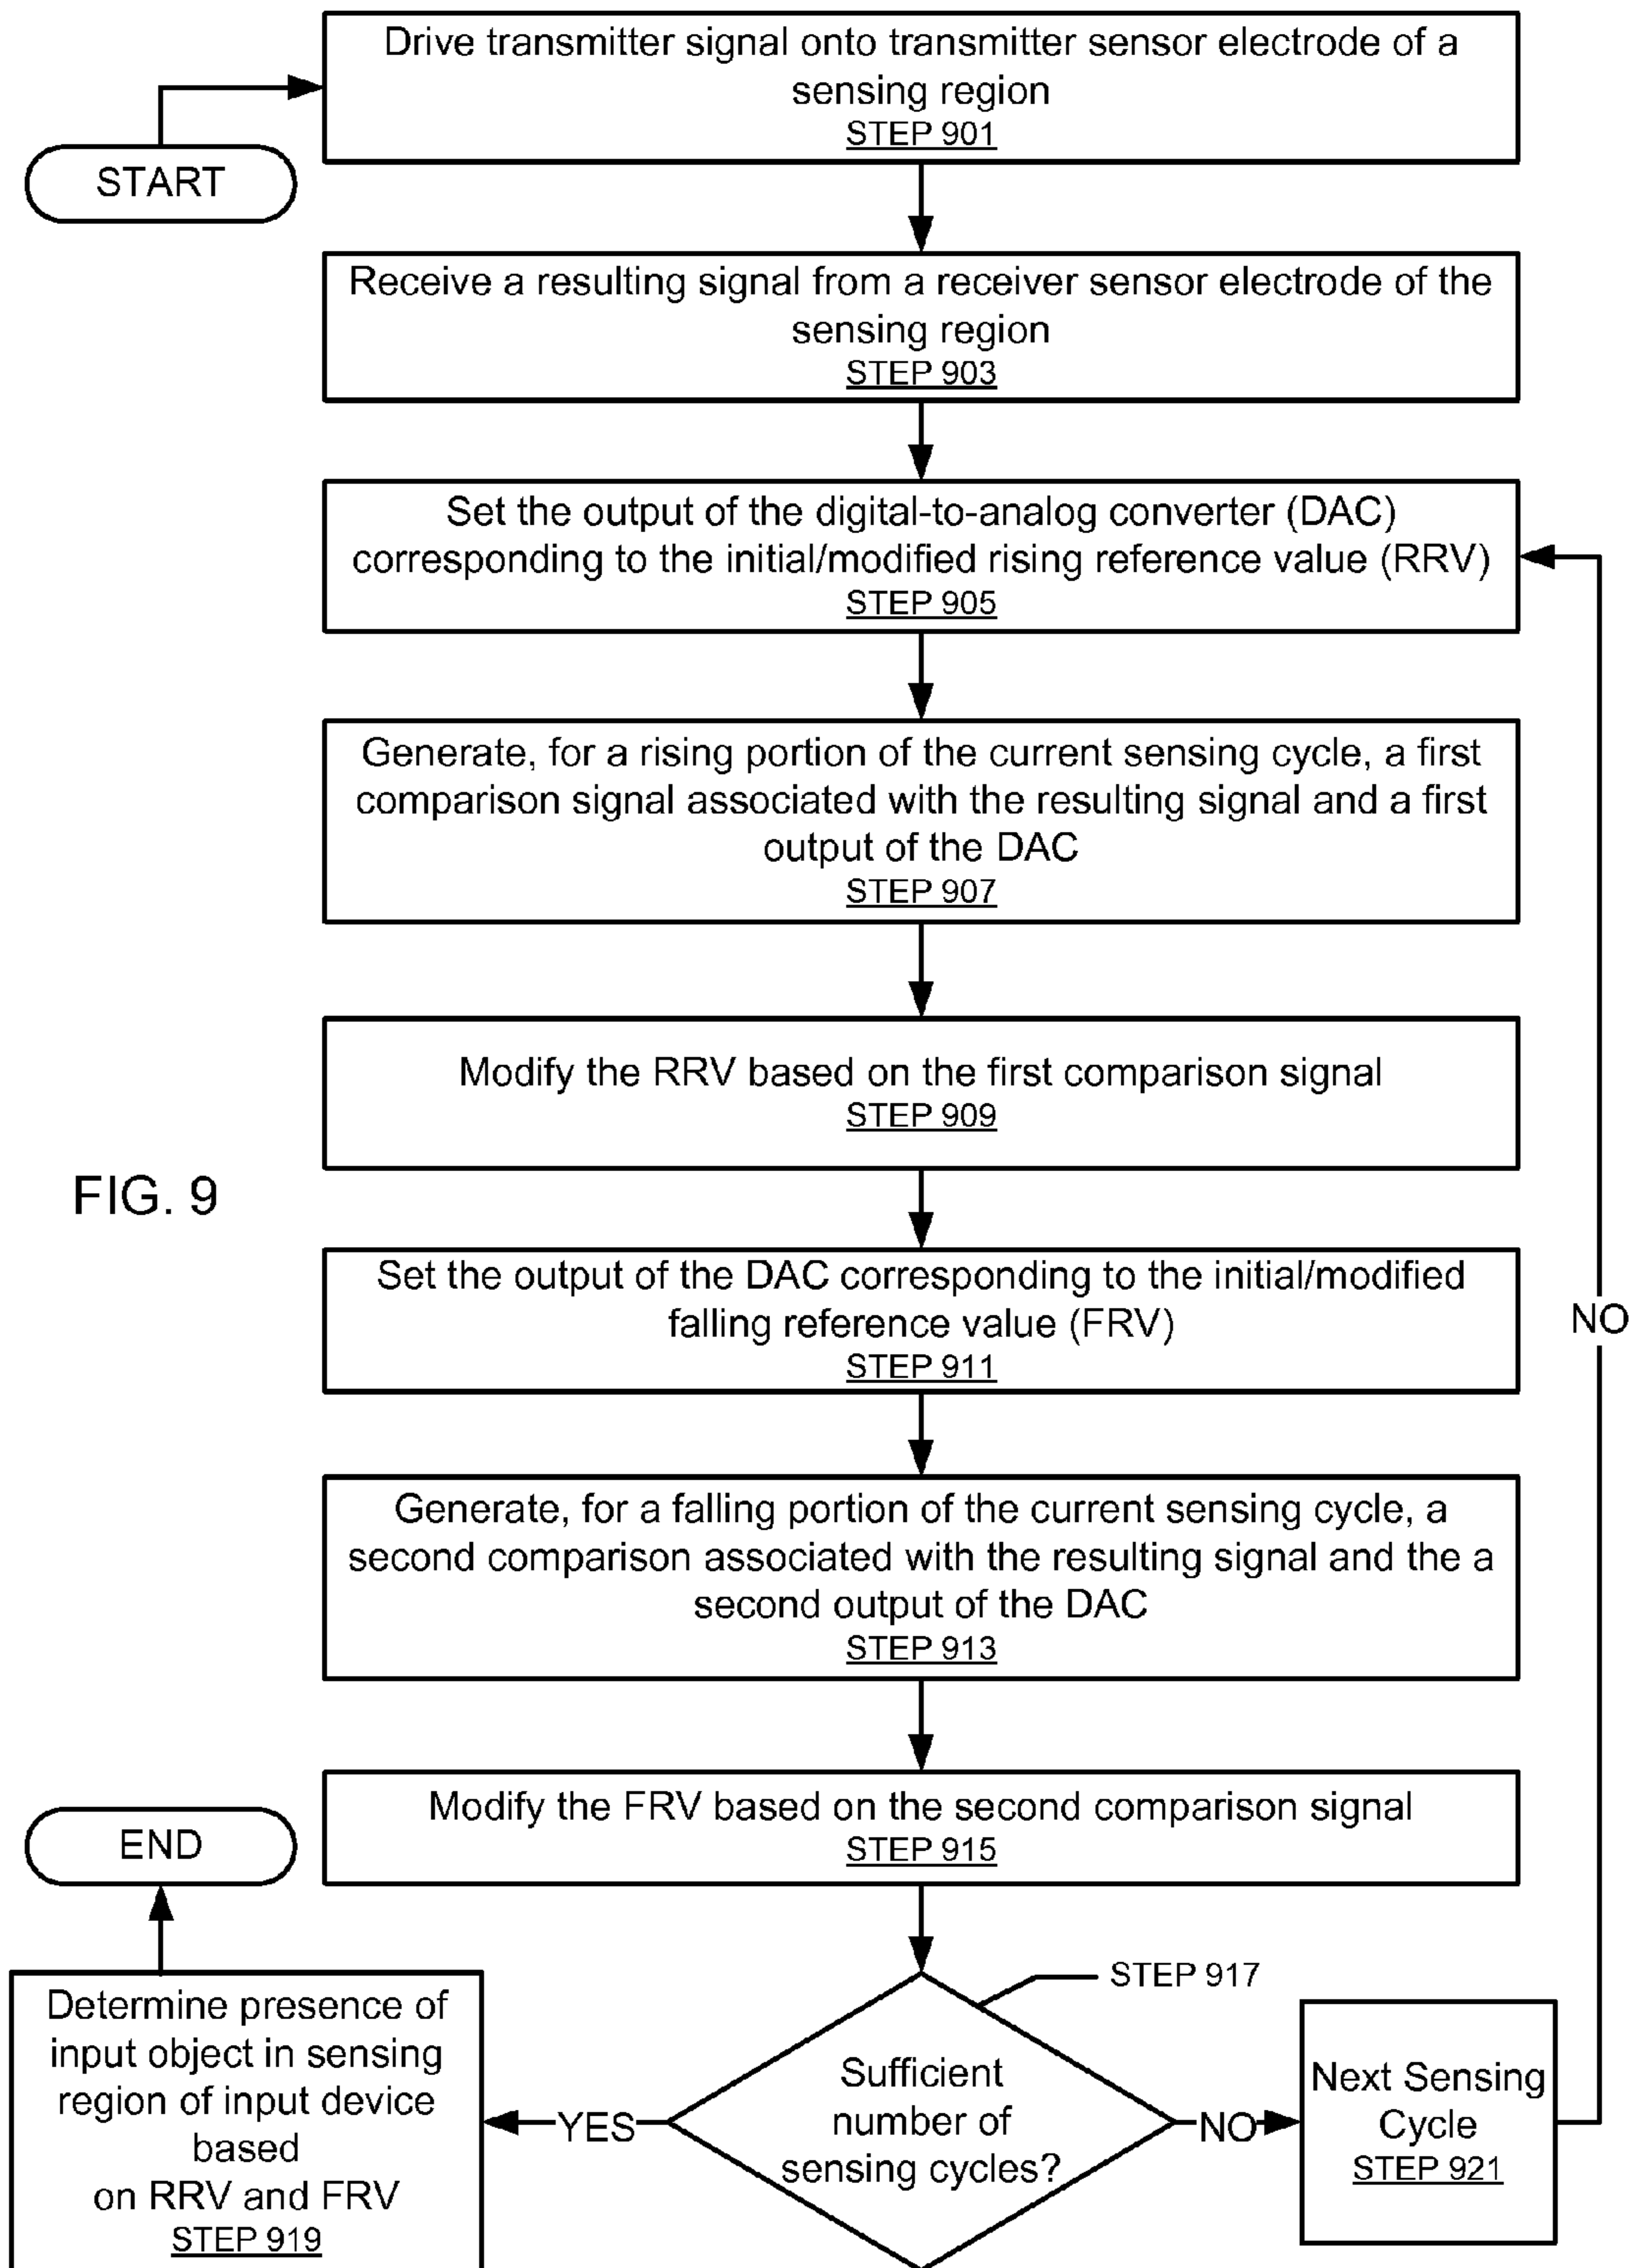 Drive transmitter signal onto transmitter sensor electrode of a
sensing region
STEP 901
START
Receive a resulting signal from a receiver sensor electrode of the
sensing region
STEP 903
Set the output of the digital-to-analog converter (DAC)
corresponding to the initial/modified rising reference value (RRV)
STEP 905
Generate, for a rising portion of the current sensing cycle, a first
comparison signal associated with the resulting signal and a first
output of the DAC
STEP 907
Modify the RRV based on the first comparison signal
STEP 909
FIG. 9
Set the output of the DAC corresponding to the initial/modified
falling reference value (FRV)
STEP 911
NO
Generate, for a falling portion of the current sensing cycle, a
second comparison associated with the resulting signal and the a
second output of the DAC
STEP 913
Modify the FRV based on the second comparison signal
STEP 915
END
STEP 917
Sufficient
number of
sensing cycles?
YES
NO
Determine presence of
input object in sensing
region of input device
based
on RRV and FRV
STEP 919
Next Sensing
Cycle
STEP 921